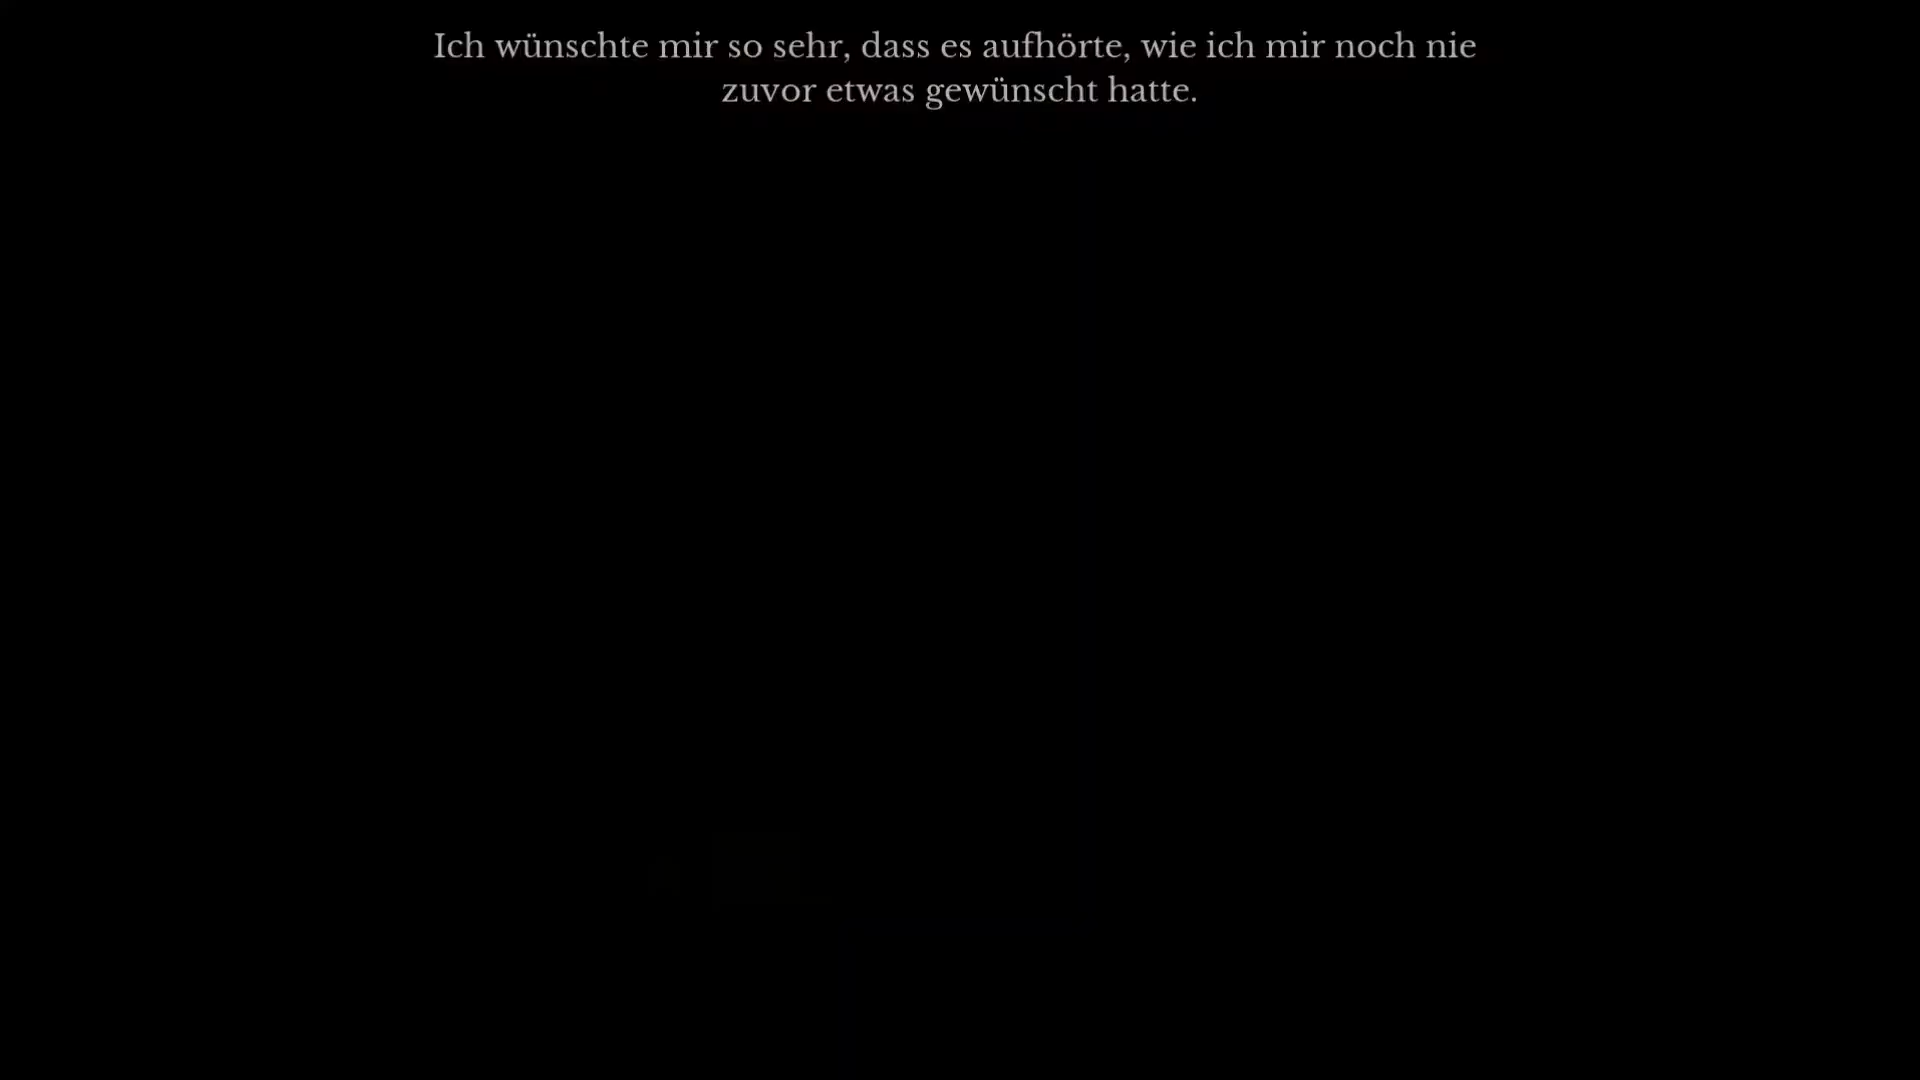 Ich wünschte mir so sehr, dass es aufhörte, wie ich mir noch nie
zuvor etwas gewünscht hatte.